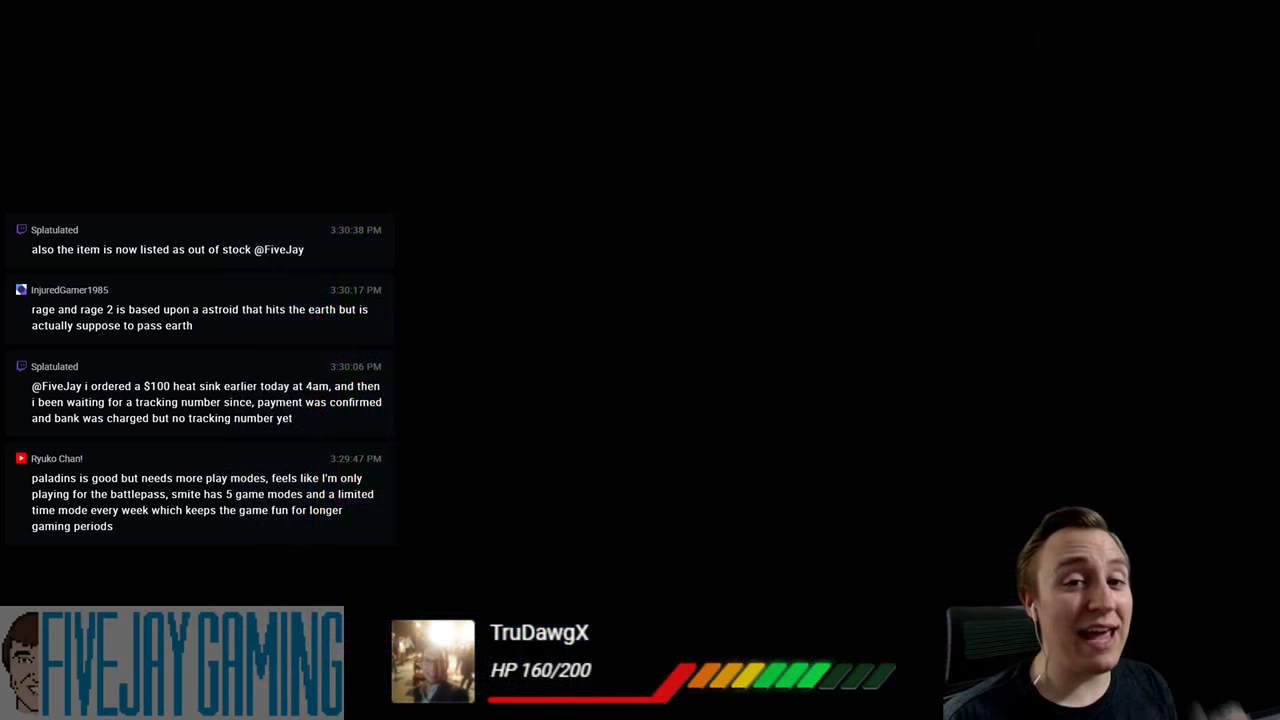 Splatulated 3:30:38 PM
also the item is now listed as out of stock @FiveJay
InjuredGamer1985 3:30:17 PM
rage and rage 2 is based upon a astroid that hits the earth but is
actually suppose to pass earth
Splatulated 3:30:06 PM
@FiveJay i ordered a $100 heat sink earlier today at 4am, and then
i been waiting for a tracking number since, payment was confirmed
and bank was charged but no tracking number yet
Ryuko Chan! 3:29:47 PM
paladins is good but needs more play modes, feels like I'm only
playing for the battlepass, smite has 5 game modes and a limited
time mode every week which keeps the game fun for longer
gaming periods
FIVEJAY GAMING
TruDawgX
HP 160/200